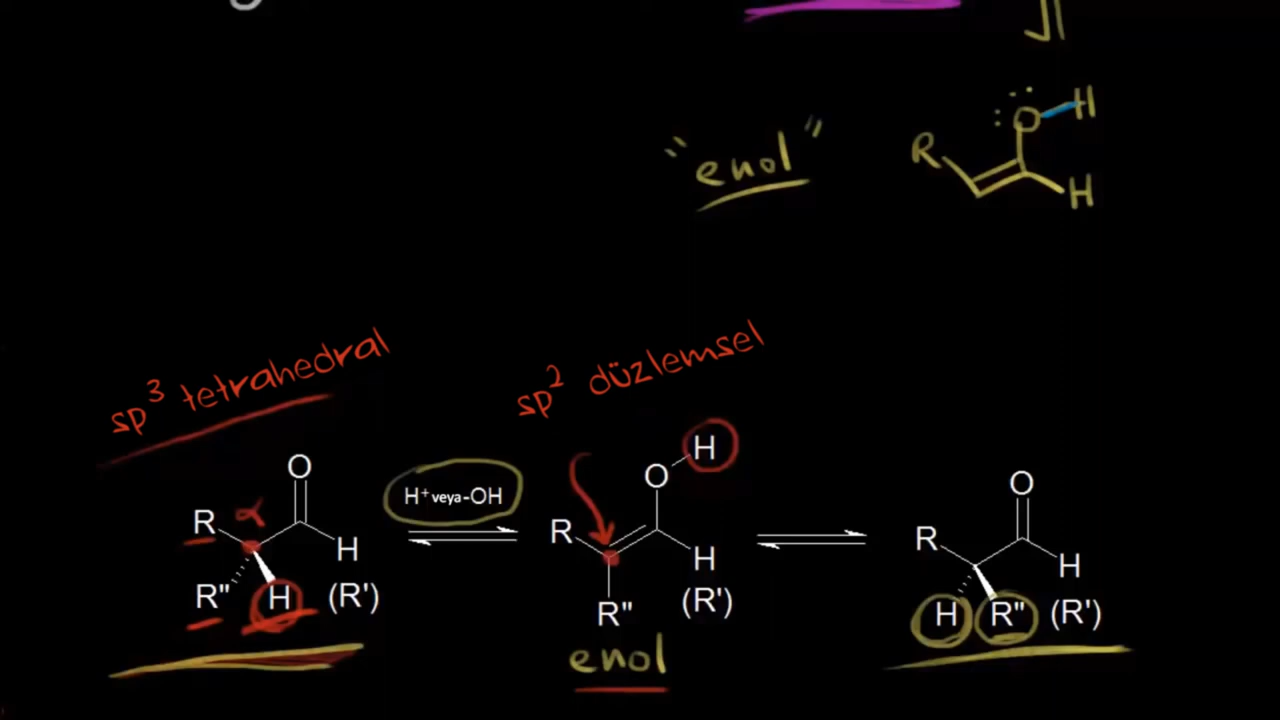 "enol"
:O-H
R
H
sp³ tetrahedral
sp² düzlemsel
O
R α
H
R" H (R')
H⁺veya-OH
H
O
R
H
R" (R')
enol
O
R
H
H R" (R')